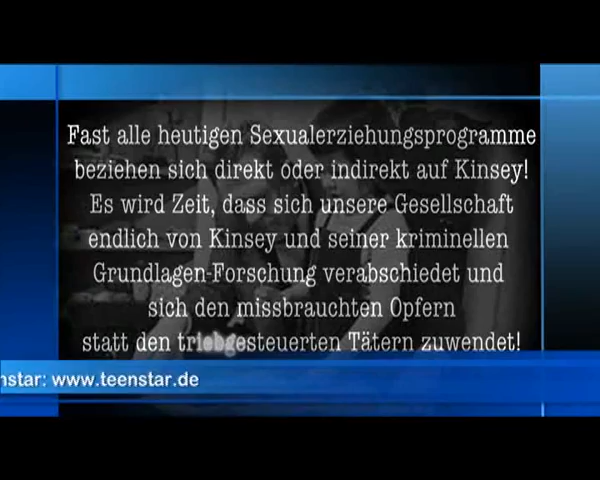 Fast alle heutigen Sexualerziehungsprogramme
beziehen sich direkt oder indirekt auf Kinsey!
Es wird Zeit, dass sich unsere Gesellschaft
endlich von Kinsey und seiner kriminellen
Grundlagen-Forschung verabschiedet und
sich den missbrauchten Opfern
statt den triebgesteuerten Tätern zuwendet!
nstar: www.teenstar.de